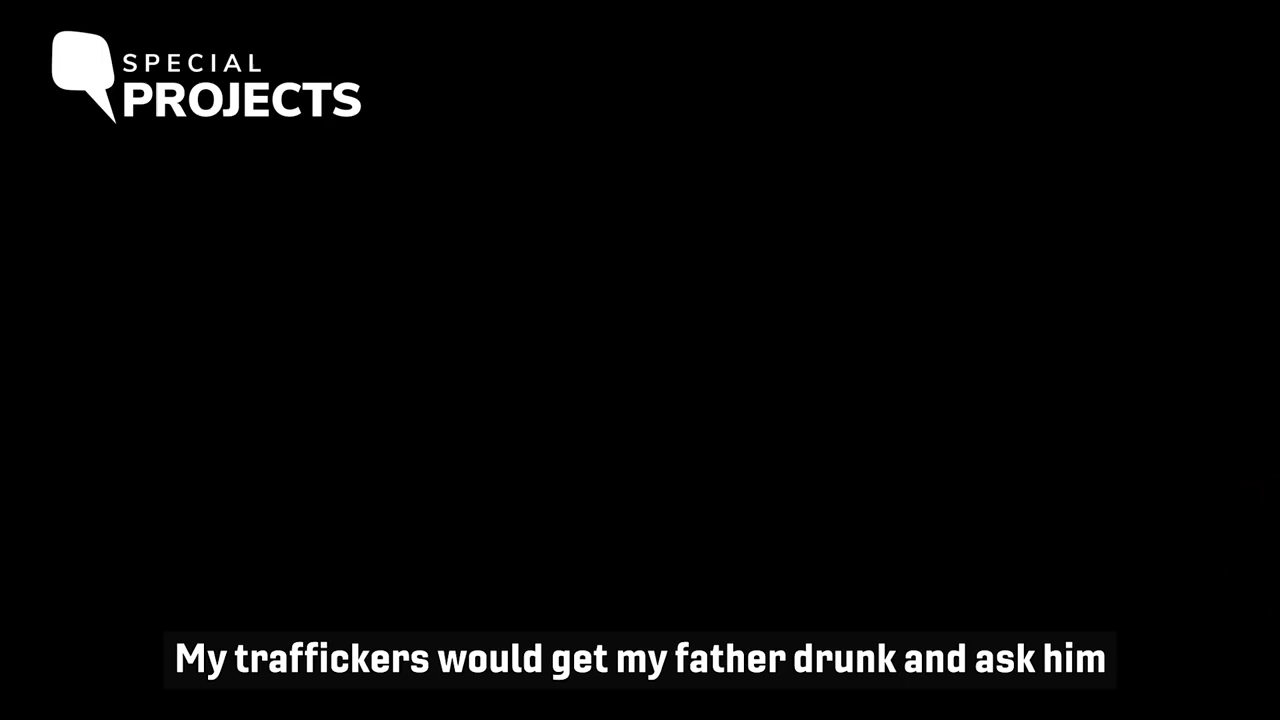 SPECIAL
PROJECTS
My traffickers would get my father drunk and ask him